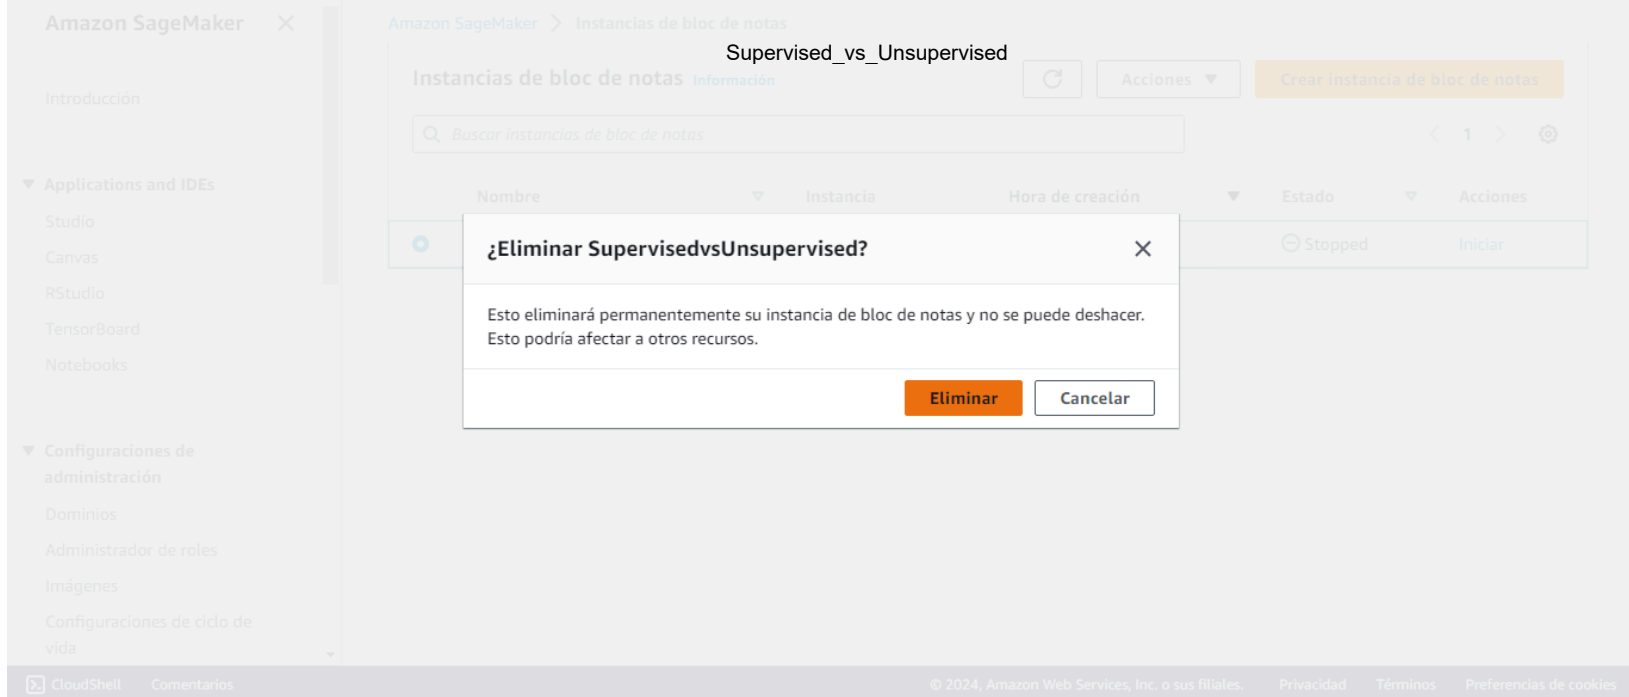 Amazon SageMaker
Introducción
Applications and IDEs
Studio
Canvas
RStudio
TensorBoard
Notebooks
Configuraciones de
administración
Dominios
Administrador de roles
Imágenes
Configuraciones de ciclo de
vida
Amazon SageMaker > Instancias de bloc de notas
Supervised_vs_Unsupervised
Instancias de bloc de notas Información
Acciones
Crear instancia de bloc de notas
Buscar instancias de bloc de notas
1
Nombre Instancia Hora de creación Estado Acciones
Stopped Iniciar
¿Eliminar SupervisedvsUnsupervised?
Esto eliminará permanentemente su instancia de bloc de notas y no se puede deshacer.
Esto podría afectar a otros recursos.
Eliminar Cancelar
CloudShell Comentarios © 2024, Amazon Web Services, Inc. o sus filiales. Privacidad Términos Preferencias de cookies